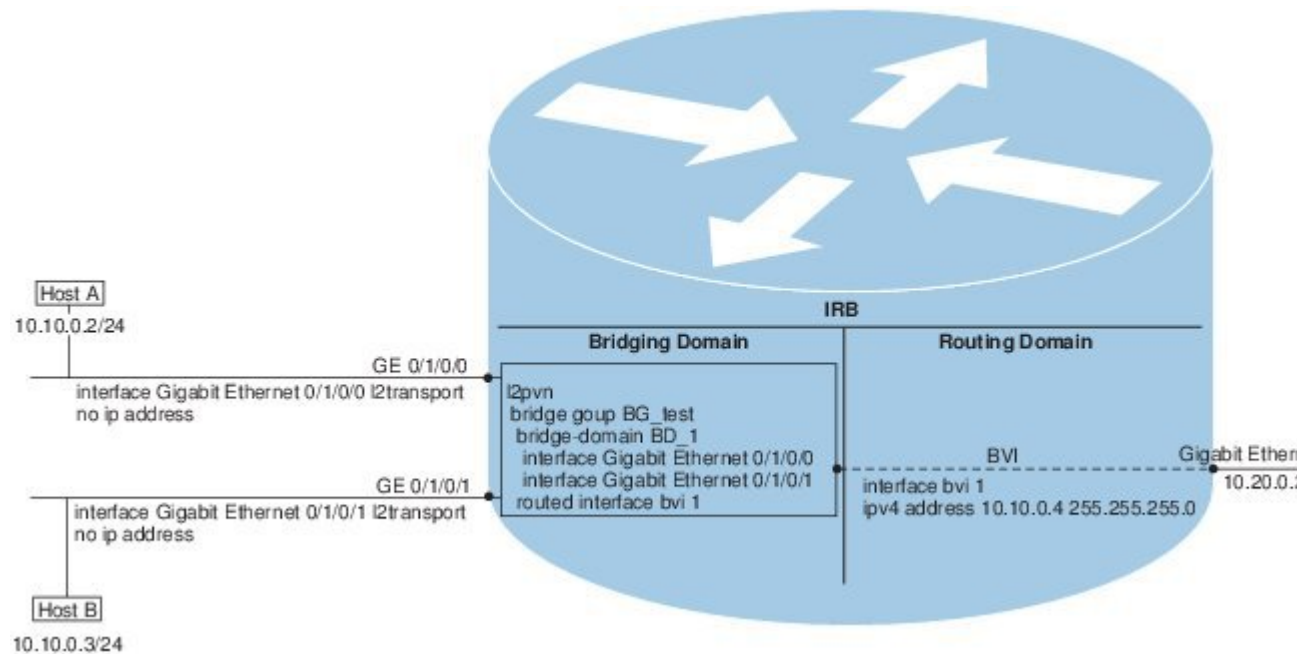 Host A
10.10.0.2/24
GE 0/1/0/0
interface Gigabit Ethernet 0/1/0/0 l2transport
no ip address
GE 0/1/0/1
interface Gigabit Ethernet 0/1/0/1 l2transport
no ip address
Host B
10.10.0.3/24
IRB
Bridging Domain
Routing Domain
l2pvn
bridge goup BG_test
bridge-domain BD_1
interface Gigabit Ethernet 0/1/0/0
interface Gigabit Ethernet 0/1/0/1
routed interface bvi 1
BVI
interface bvi 1
ipv4 address 10.10.0.4 255.255.255.0
Gigabit
10.20.0.